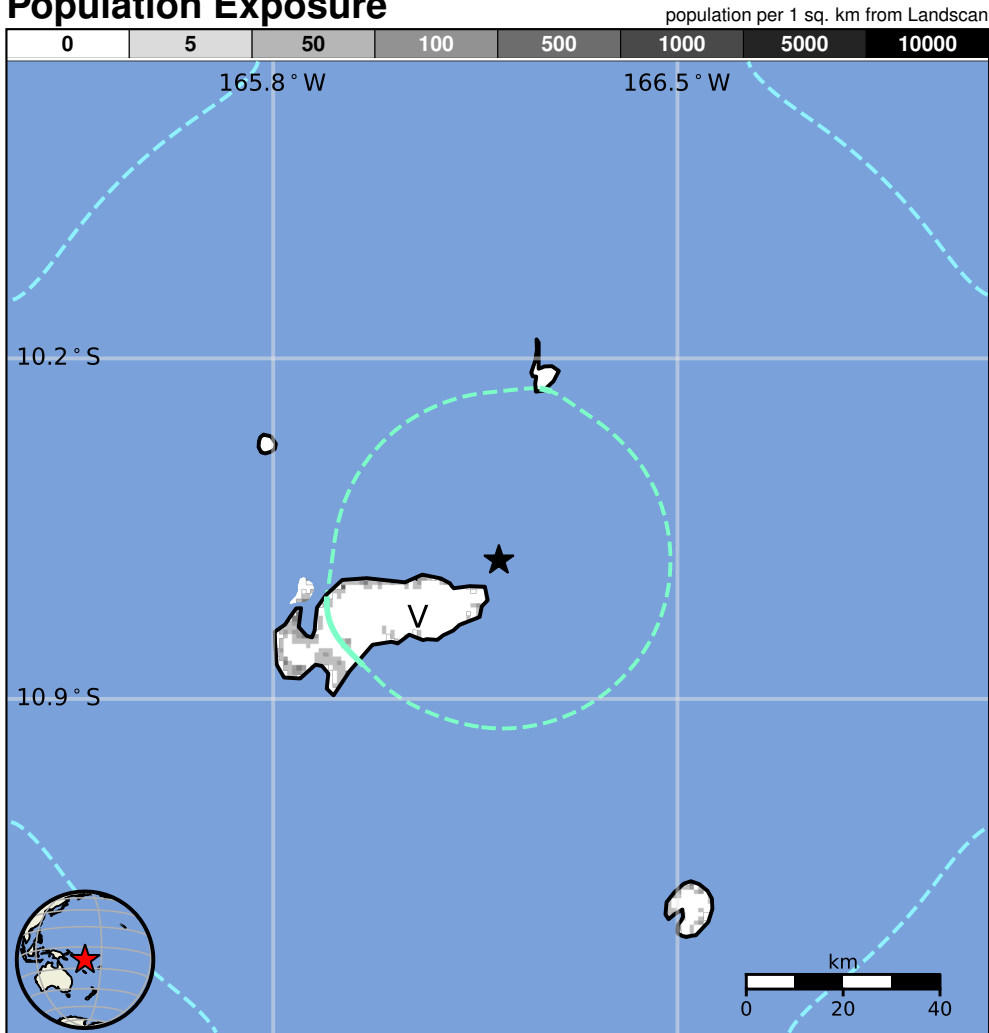 Population Exposure
population per 1 sq. km from Landscan
0 5 50 100 500 1000 5000 10000
165.8°W 166.5°W
10.2°S
V
10.9°S
km
0 20 40